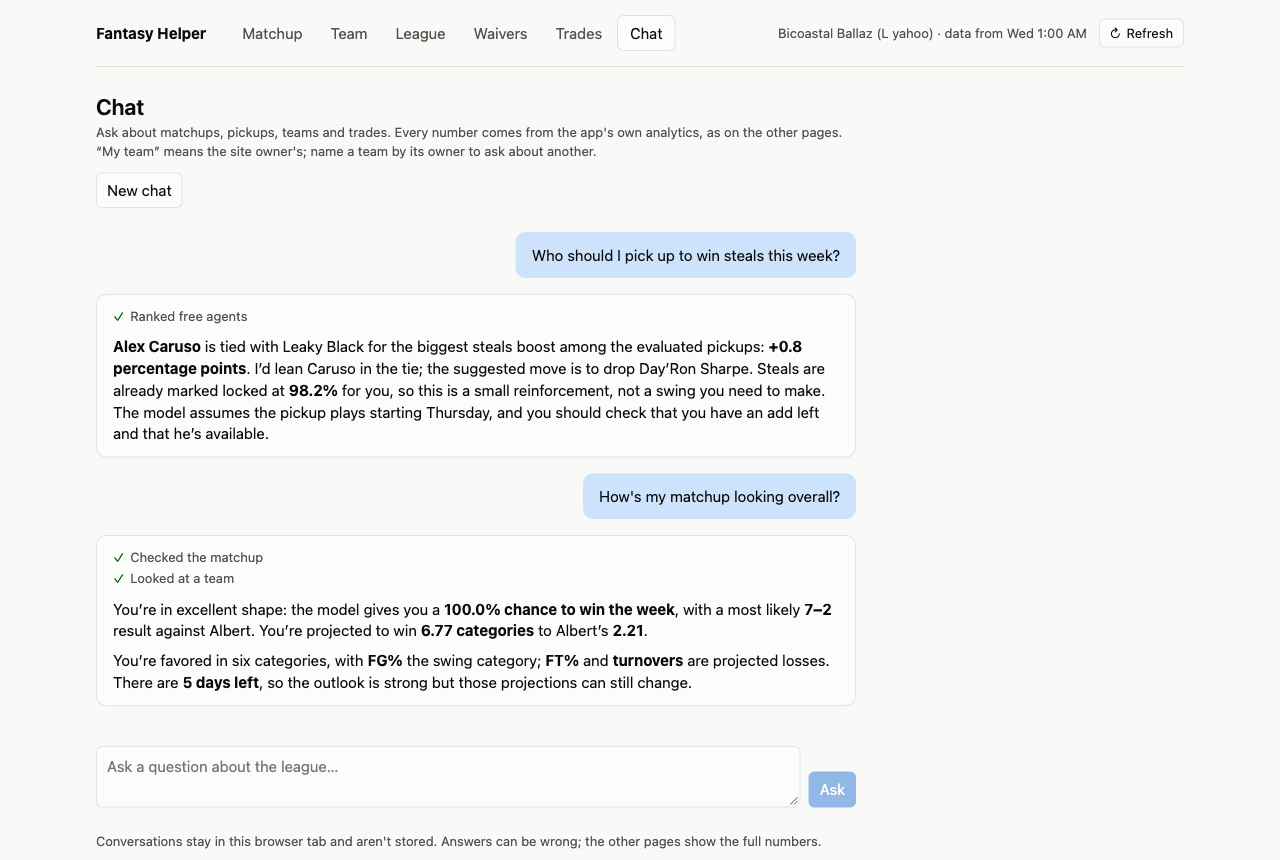 Fantasy Helper
Matchup
Team
League
Waivers
Trades
Chat
Bicoastal Ballaz (L yahoo) · data from Wed 1:00 AM
↻ Refresh
Chat
Ask about matchups, pickups, teams and trades. Every number comes from the app's own analytics, as on the other pages.
“My team” means the site owner's; name a team by its owner to ask about another.
New chat
Who should I pick up to win steals this week?
✓ Ranked free agents
Alex Caruso is tied with Leaky Black for the biggest steals boost among the evaluated pickups: +0.8
percentage points. I’d lean Caruso in the tie; the suggested move is to drop Day’Ron Sharpe. Steals are
already marked locked at 98.2% for you, so this is a small reinforcement, not a swing you need to make.
The model assumes the pickup plays starting Thursday, and you should check that you have an add left
and that he’s available.
How's my matchup looking overall?
✓ Checked the matchup
✓ Looked at a team
You’re in excellent shape: the model gives you a 100.0% chance to win the week, with a most likely 7–2
result against Albert. You’re projected to win 6.77 categories to Albert’s 2.21.
You’re favored in six categories, with FG% the swing category; FT% and turnovers are projected losses.
There are 5 days left, so the outlook is strong but those projections can still change.
Ask a question about the league...
Ask
Conversations stay in this browser tab and aren't stored. Answers can be wrong; the other pages show the full numbers.